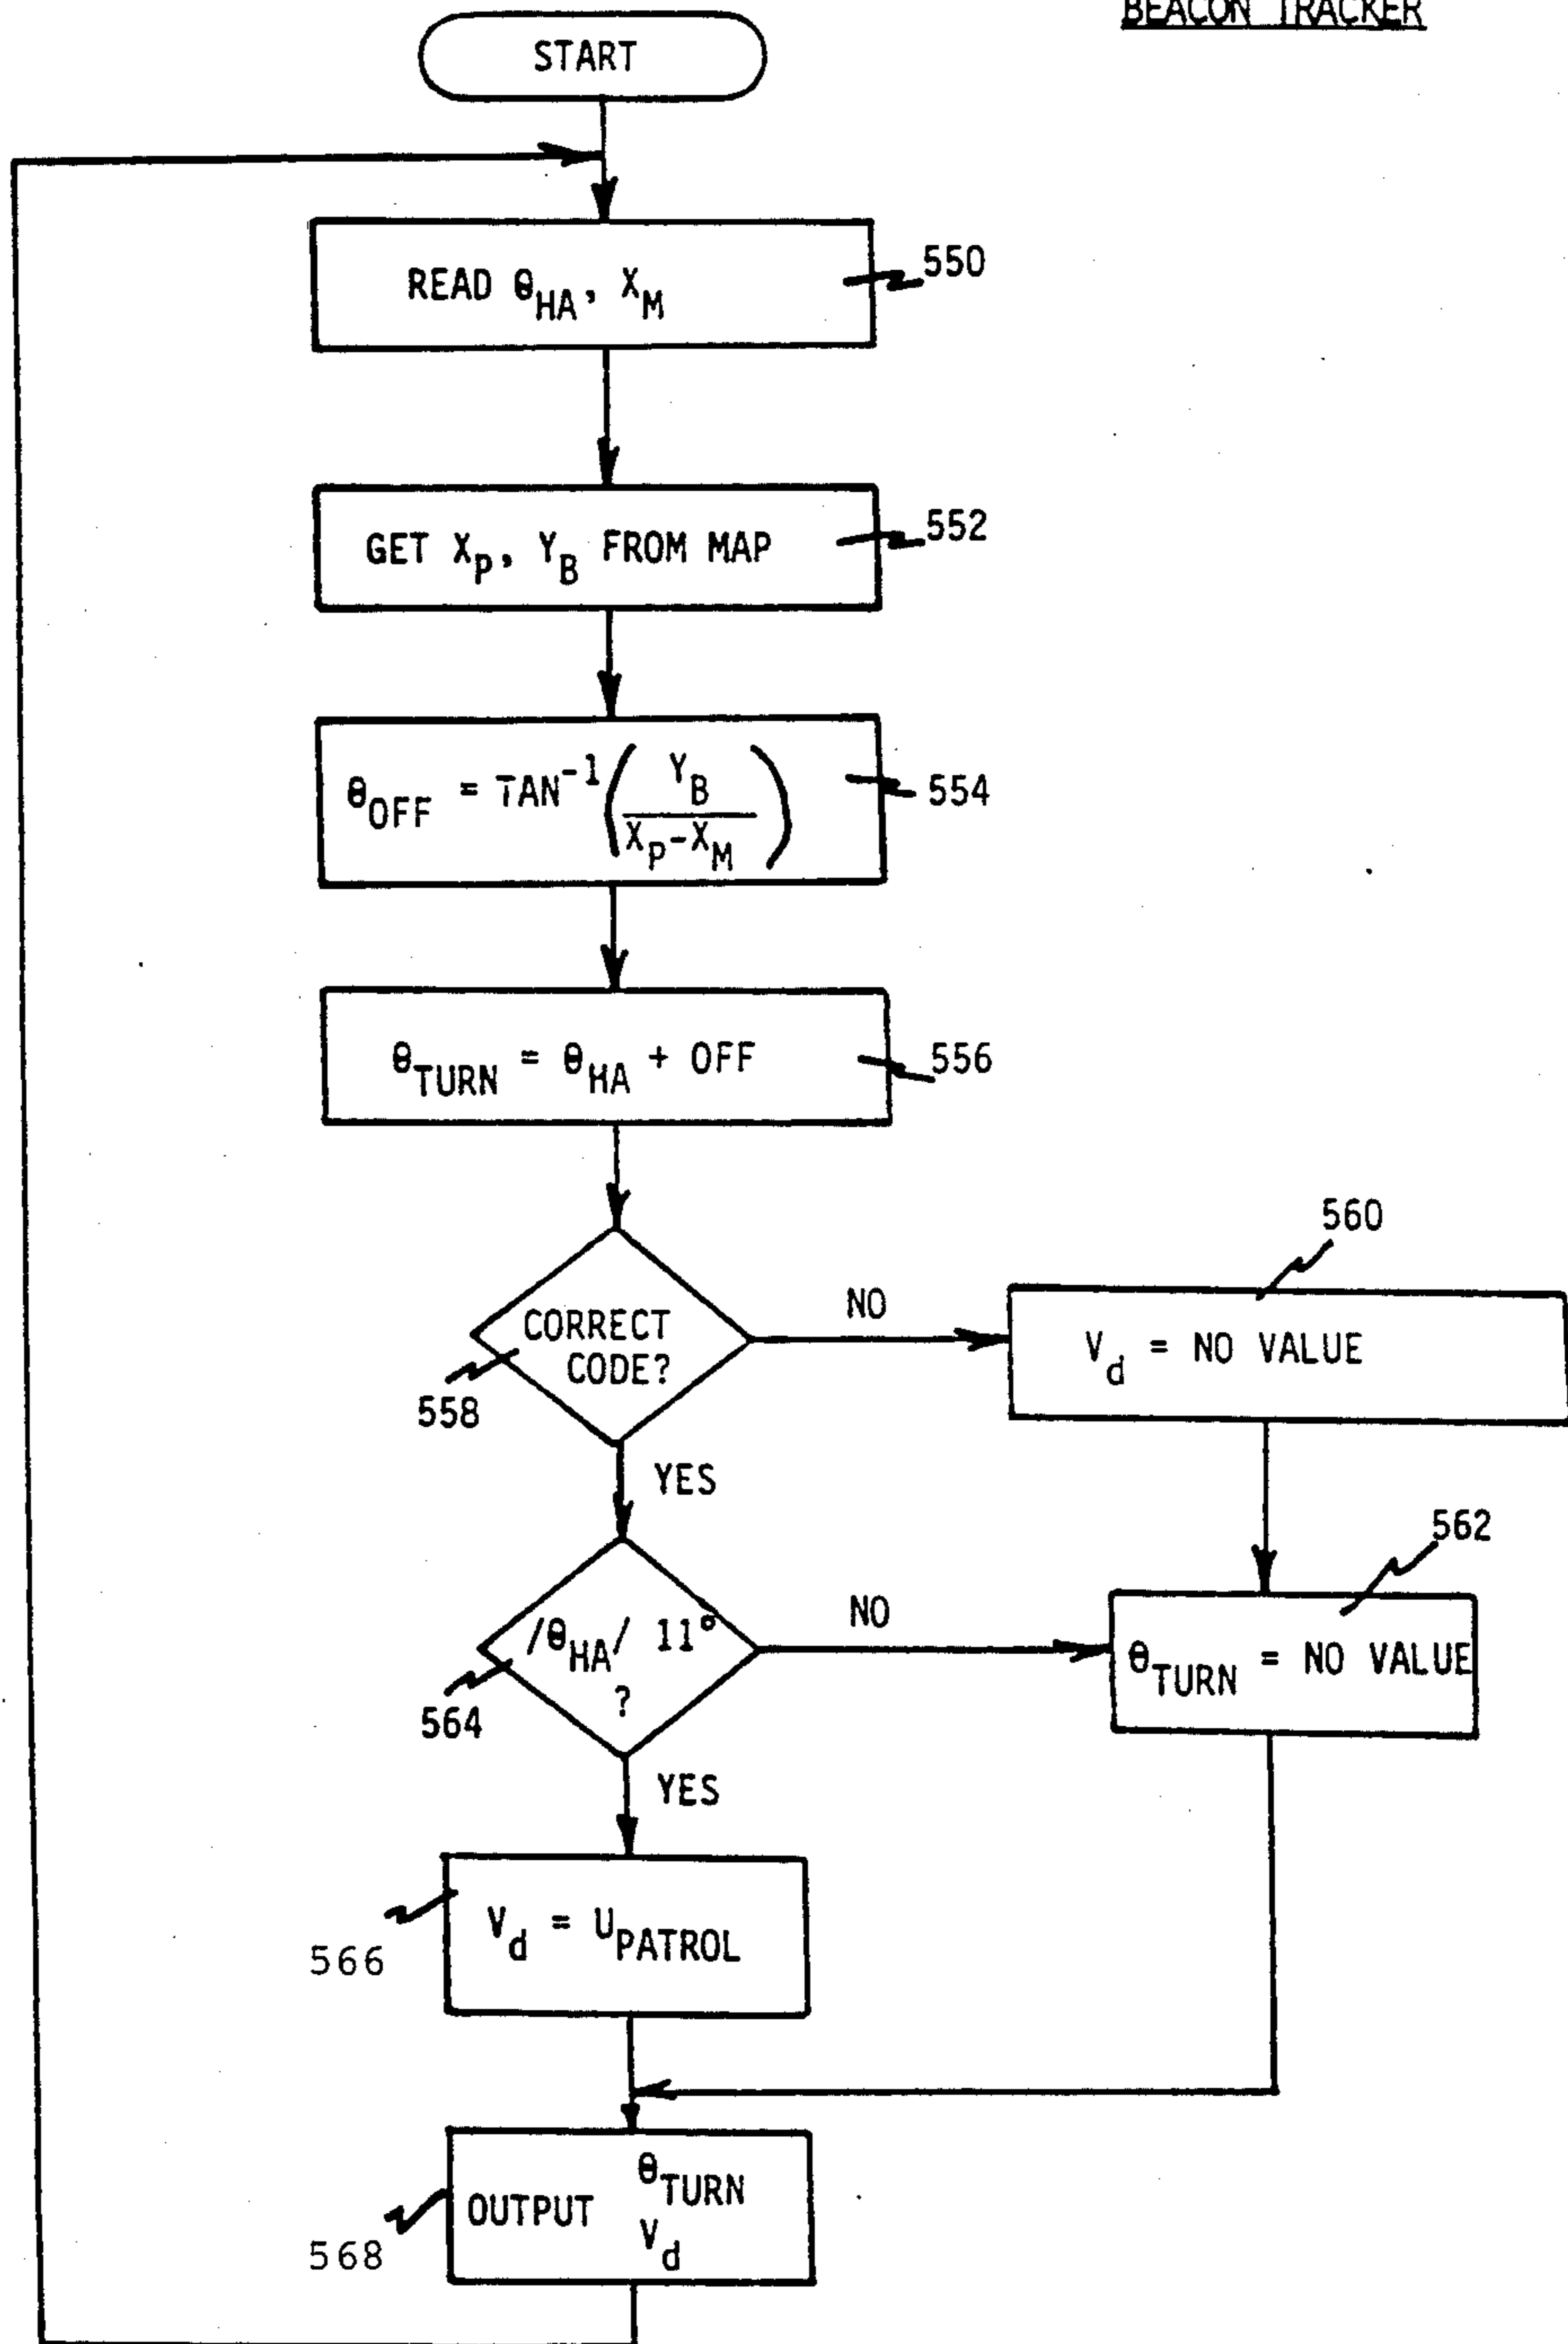 BEACON TRACKER
START
READ θHA, XM
550
GET XP, YB FROM MAP
552
θOFF = TAN-1(YB / XP-XM)
554
θTURN = θHA + OFF
556
CORRECT
CODE?
558
NO
560
Vd = NO VALUE
YES
562
/θHA/ 11°
?
564
NO
θTURN = NO VALUE
YES
Vd = UPATROL
566
OUTPUT θTURN
Vd
568